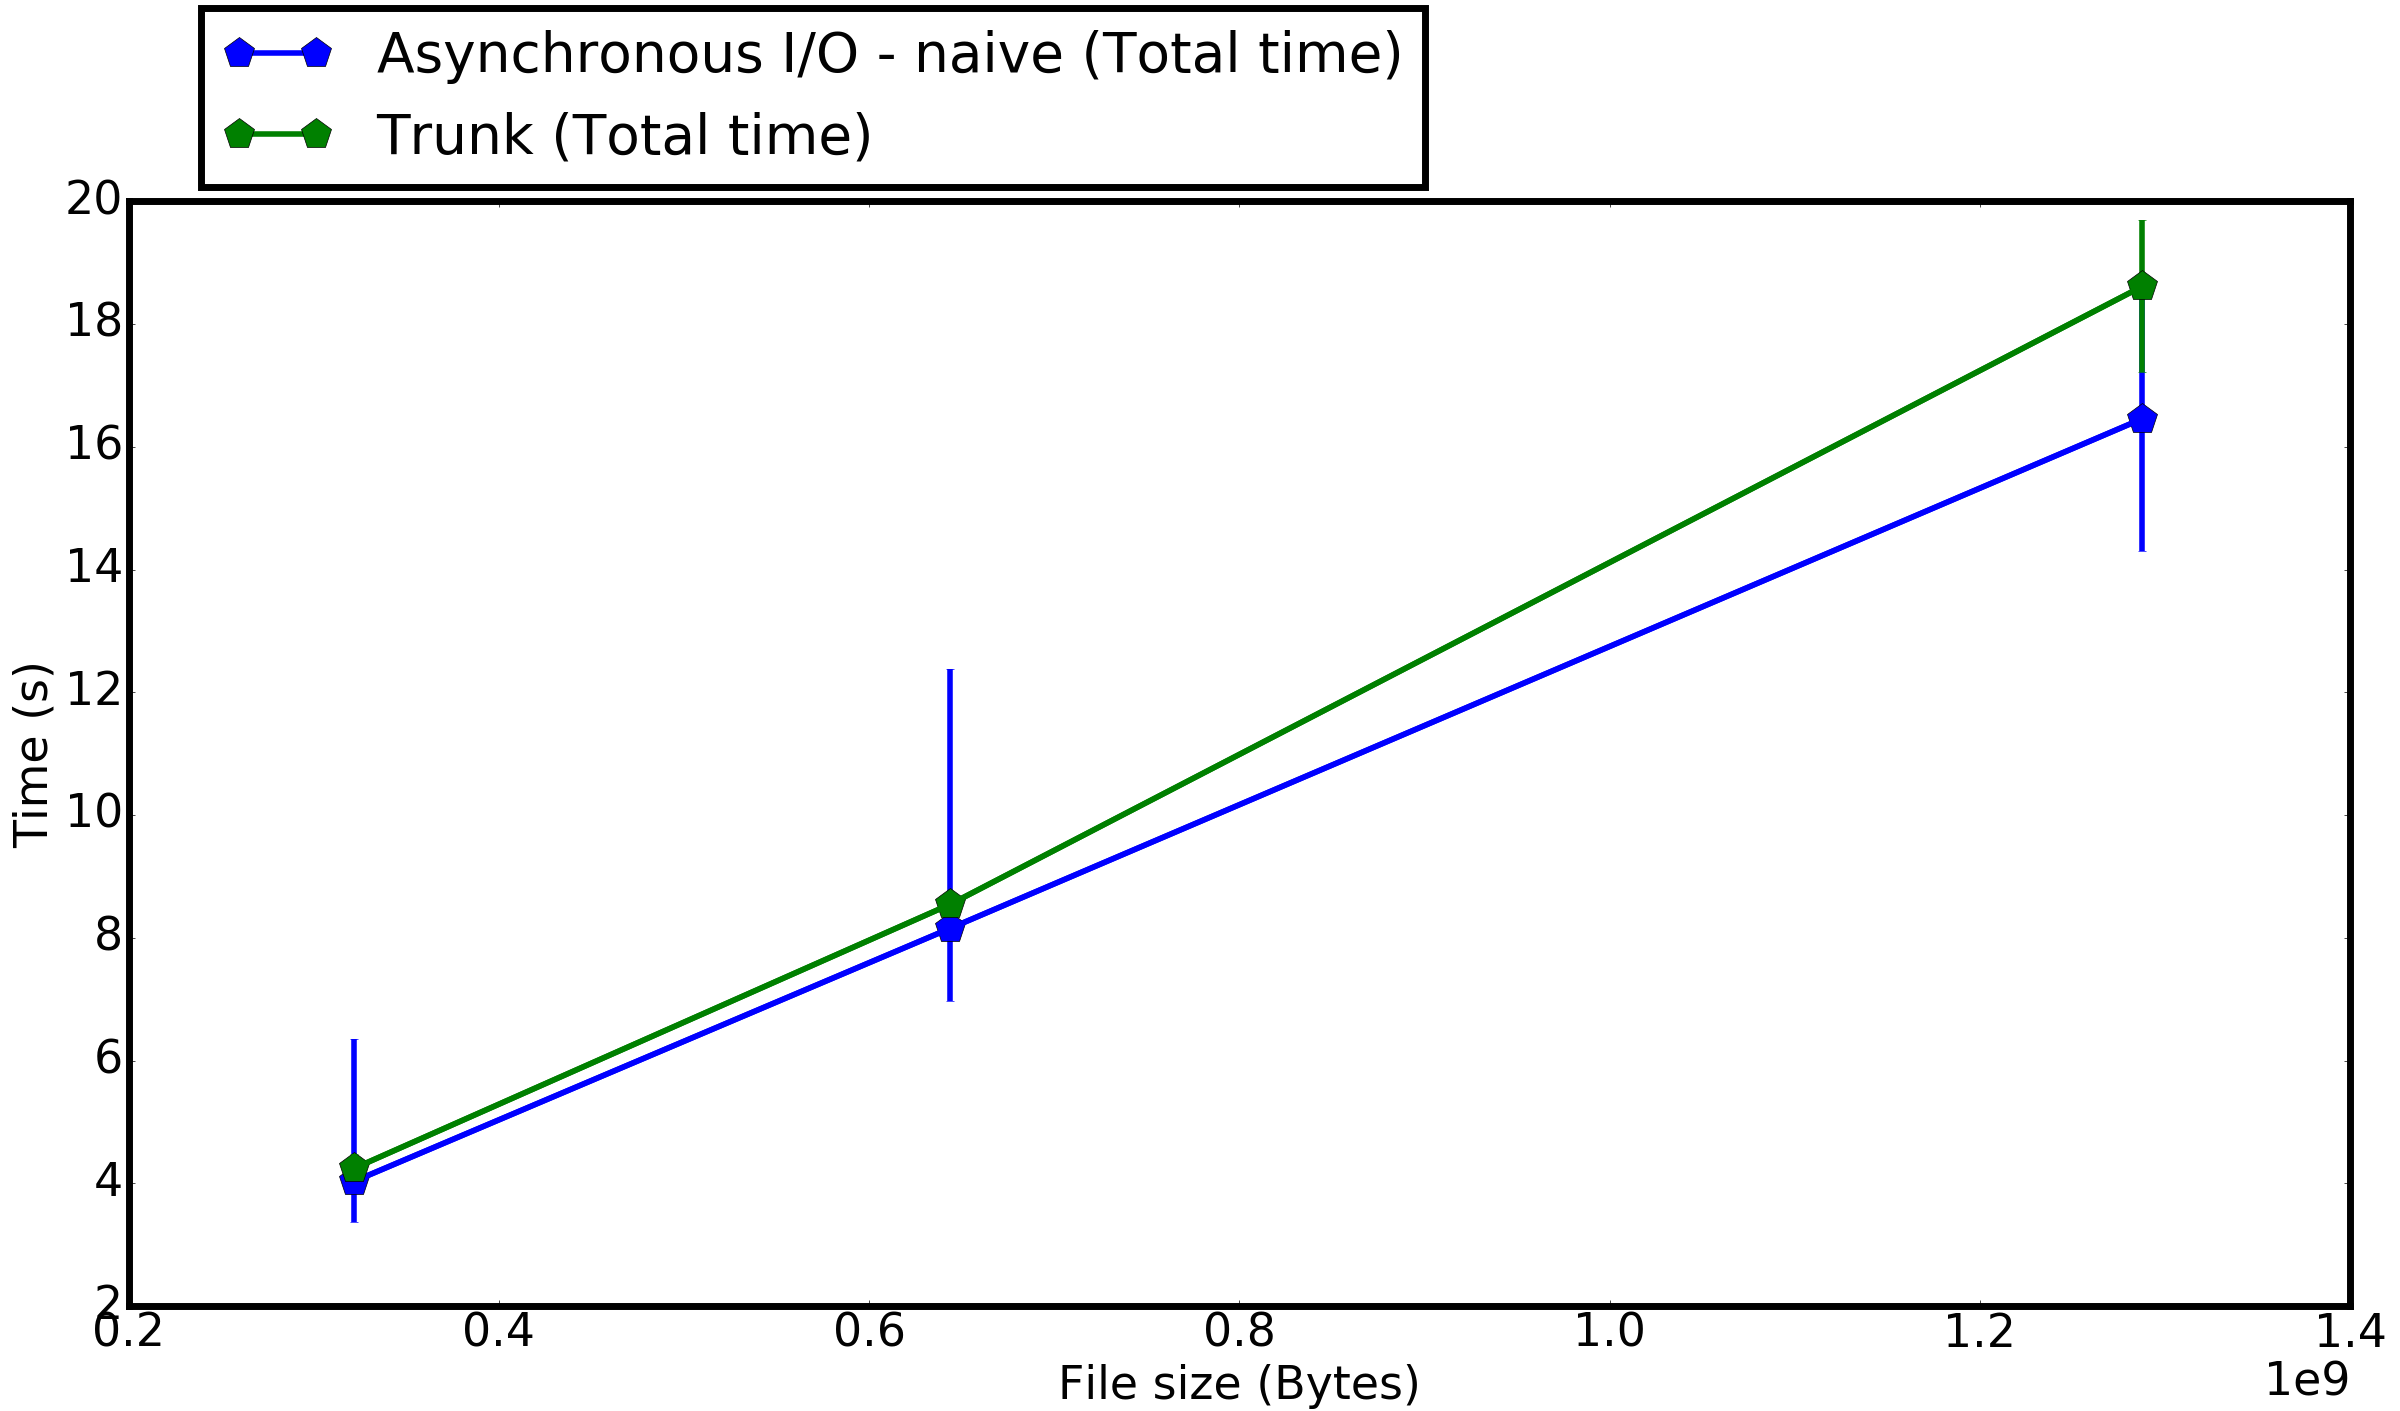 Asynchronous I/O - naive (Total time)
Trunk (Total time)
20
18
16
14
12
10
8
6
4
2
Time (s)
0.2 0.4 0.6 0.8 1.0 1.2 1.4
File size (Bytes)
1e9